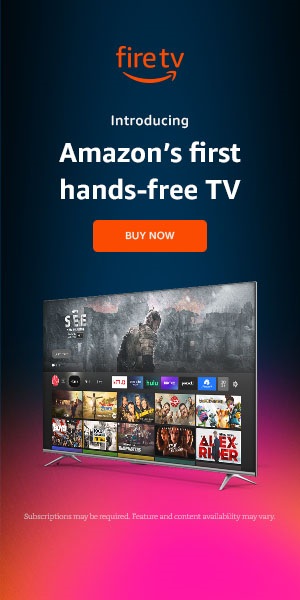 fire tv
Introducing
Amazon's first
hands-free TV
BUY NOW
SEE
hulu
ALEX
RIDER
Subscriptions may be required. Feature and content availability may vary.